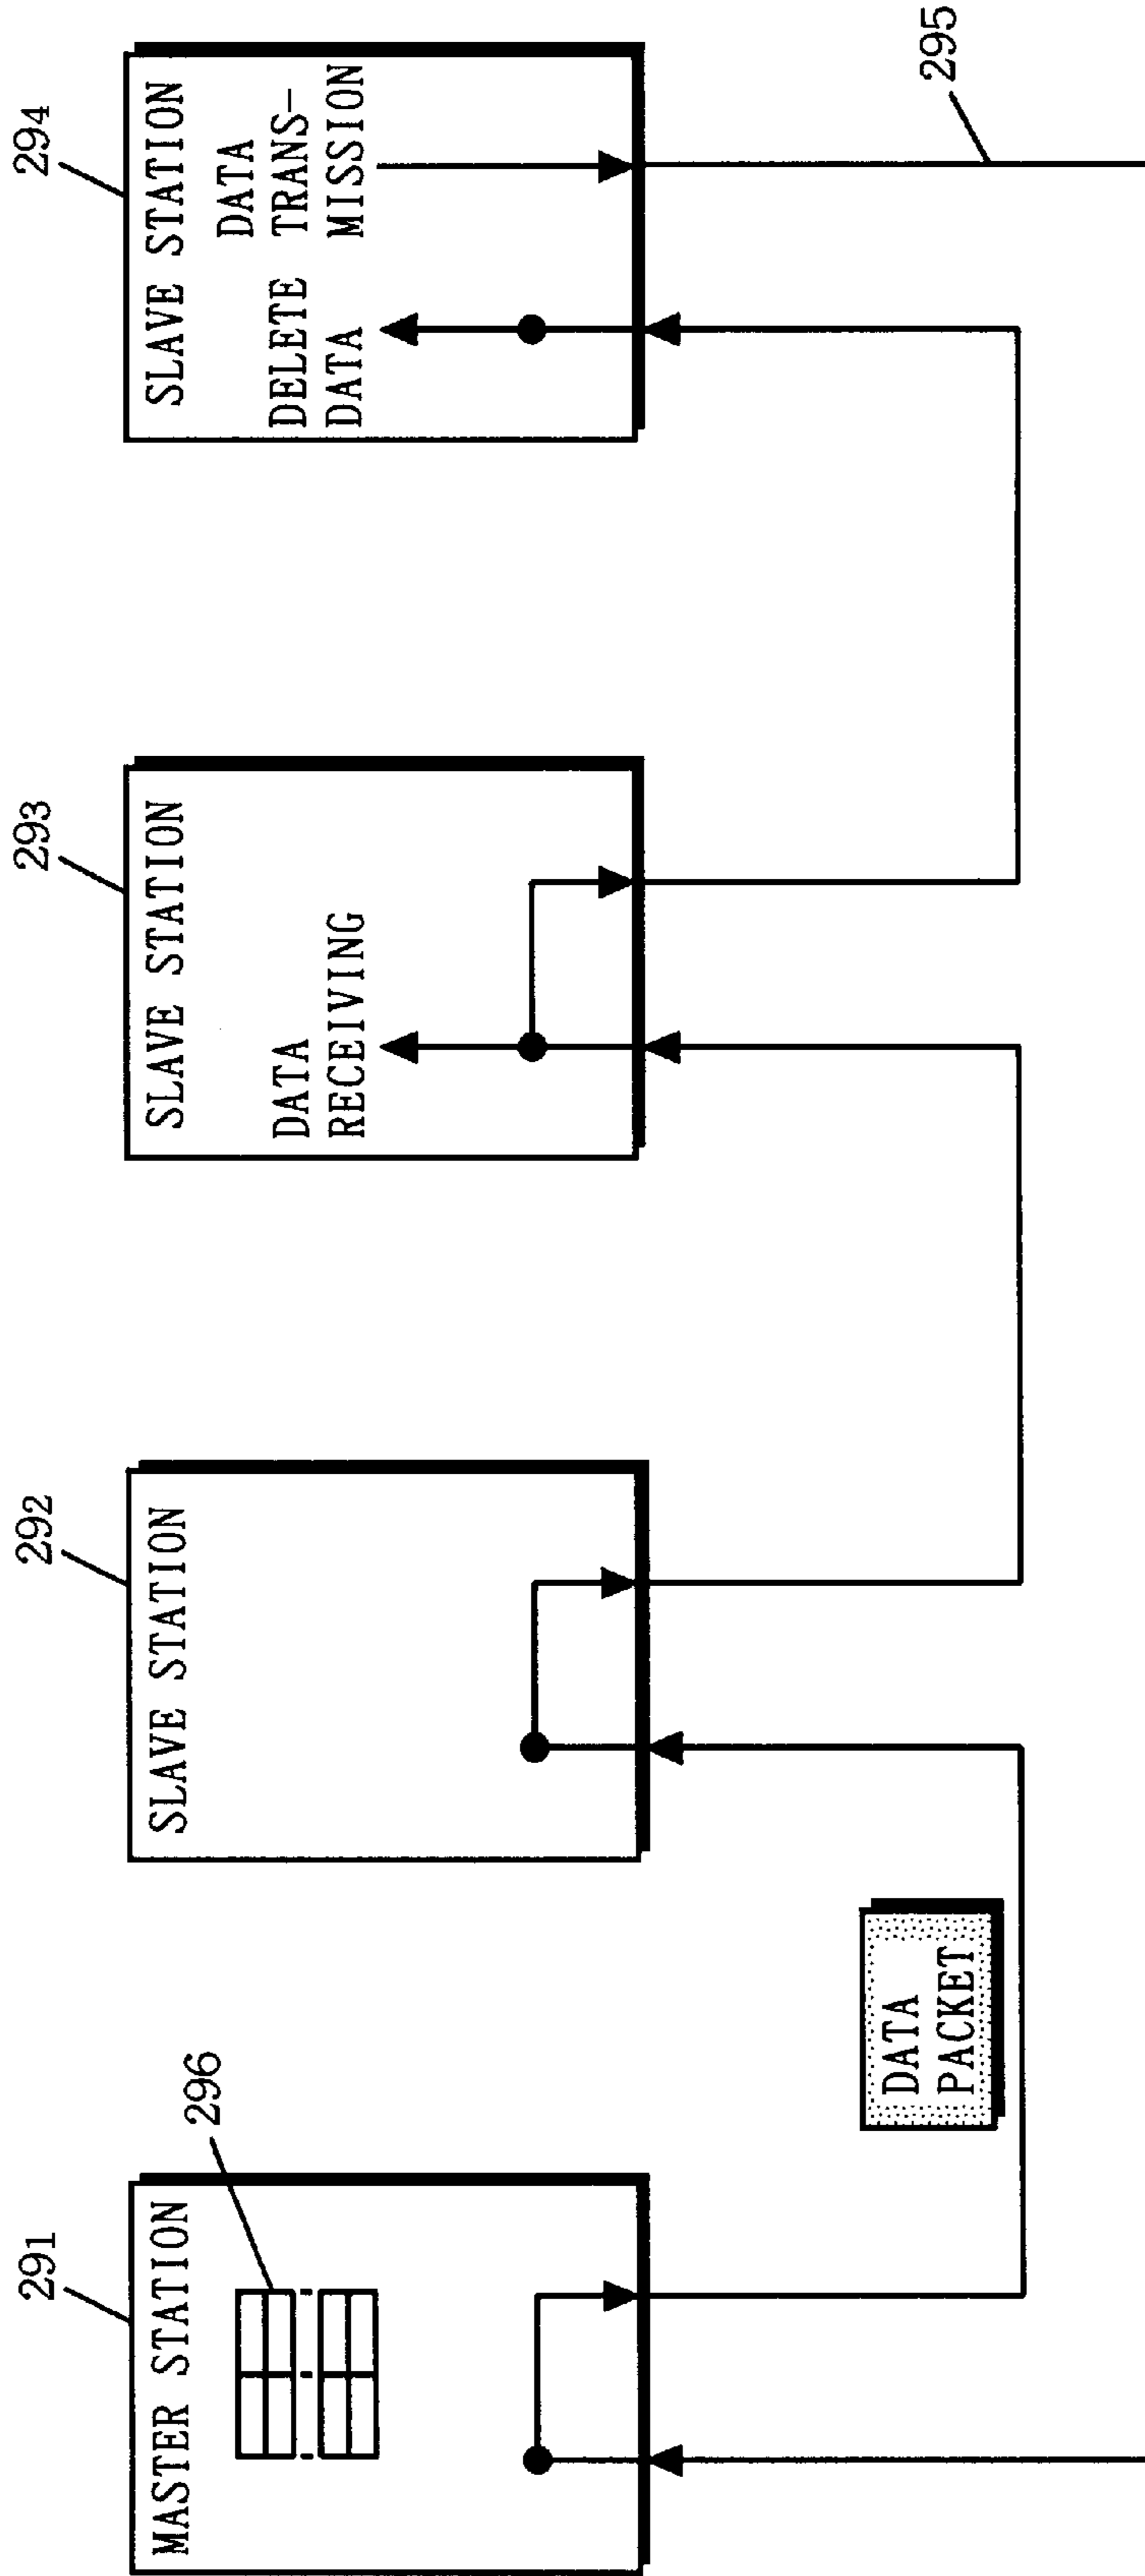 291
MASTER STATION
296
DATA
PACKET
292
SLAVE STATION
293
SLAVE STATION
DATA
RECEIVING
294
SLAVE STATION
DELETE
DATA
DATA
TRANS-
MISSION
295